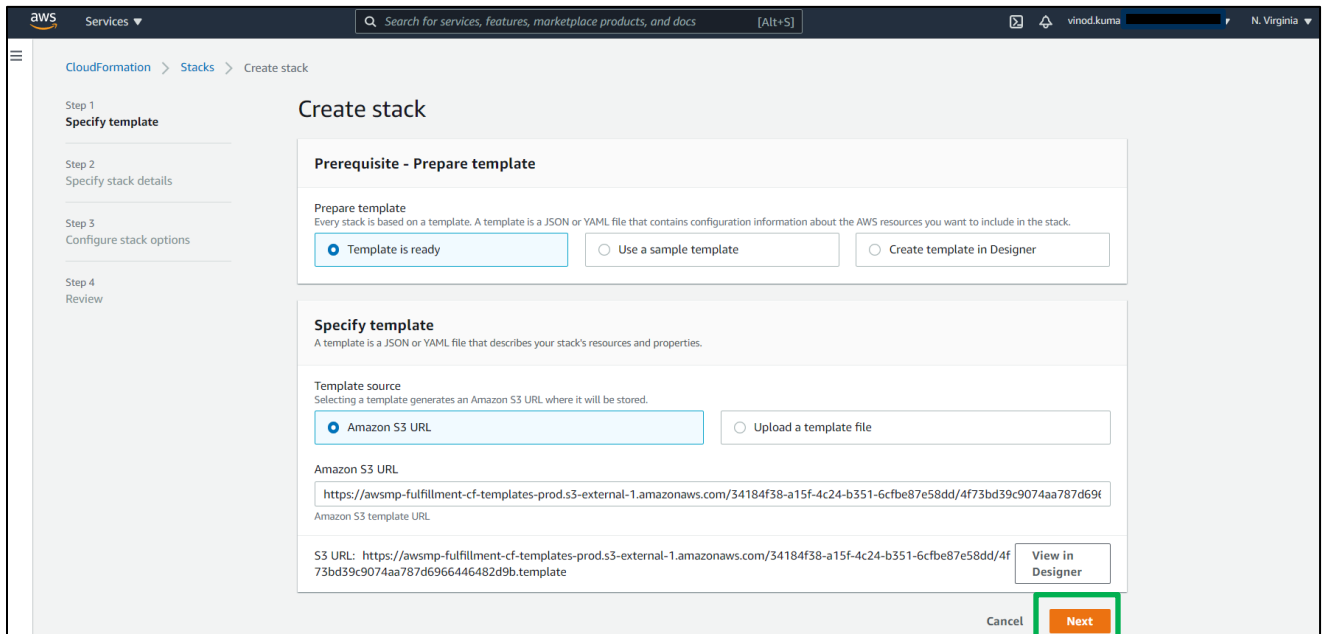 aws
Services ▼
Search for services, features, marketplace products, and docs
[Alt+S]
vinod.kuma
N. Virginia ▼
CloudFormation > Stacks > Create stack
Step 1
Specify template
Step 2
Specify stack details
Step 3
Configure stack options
Step 4
Review
Create stack
Prerequisite - Prepare template
Prepare template
Every stack is based on a template. A template is a JSON or YAML file that contains configuration information about the AWS resources you want to include in the stack.
Template is ready
Use a sample template
Create template in Designer
Specify template
A template is a JSON or YAML file that describes your stack's resources and properties.
Template source
Selecting a template generates an Amazon S3 URL where it will be stored.
Amazon S3 URL
Upload a template file
Amazon S3 URL
https://awsmp-fulfillment-cf-templates-prod.s3-external-1.amazonaws.com/34184f38-a15f-4c24-b351-6cfbe87e58dd/4f73bd39c9074aa787d696
Amazon S3 template URL
S3 URL: https://awsmp-fulfillment-cf-templates-prod.s3-external-1.amazonaws.com/34184f38-a15f-4c24-b351-6cfbe87e58dd/4f
73bd39c9074aa787d6966446482d9b.template
View in
Designer
Cancel
Next